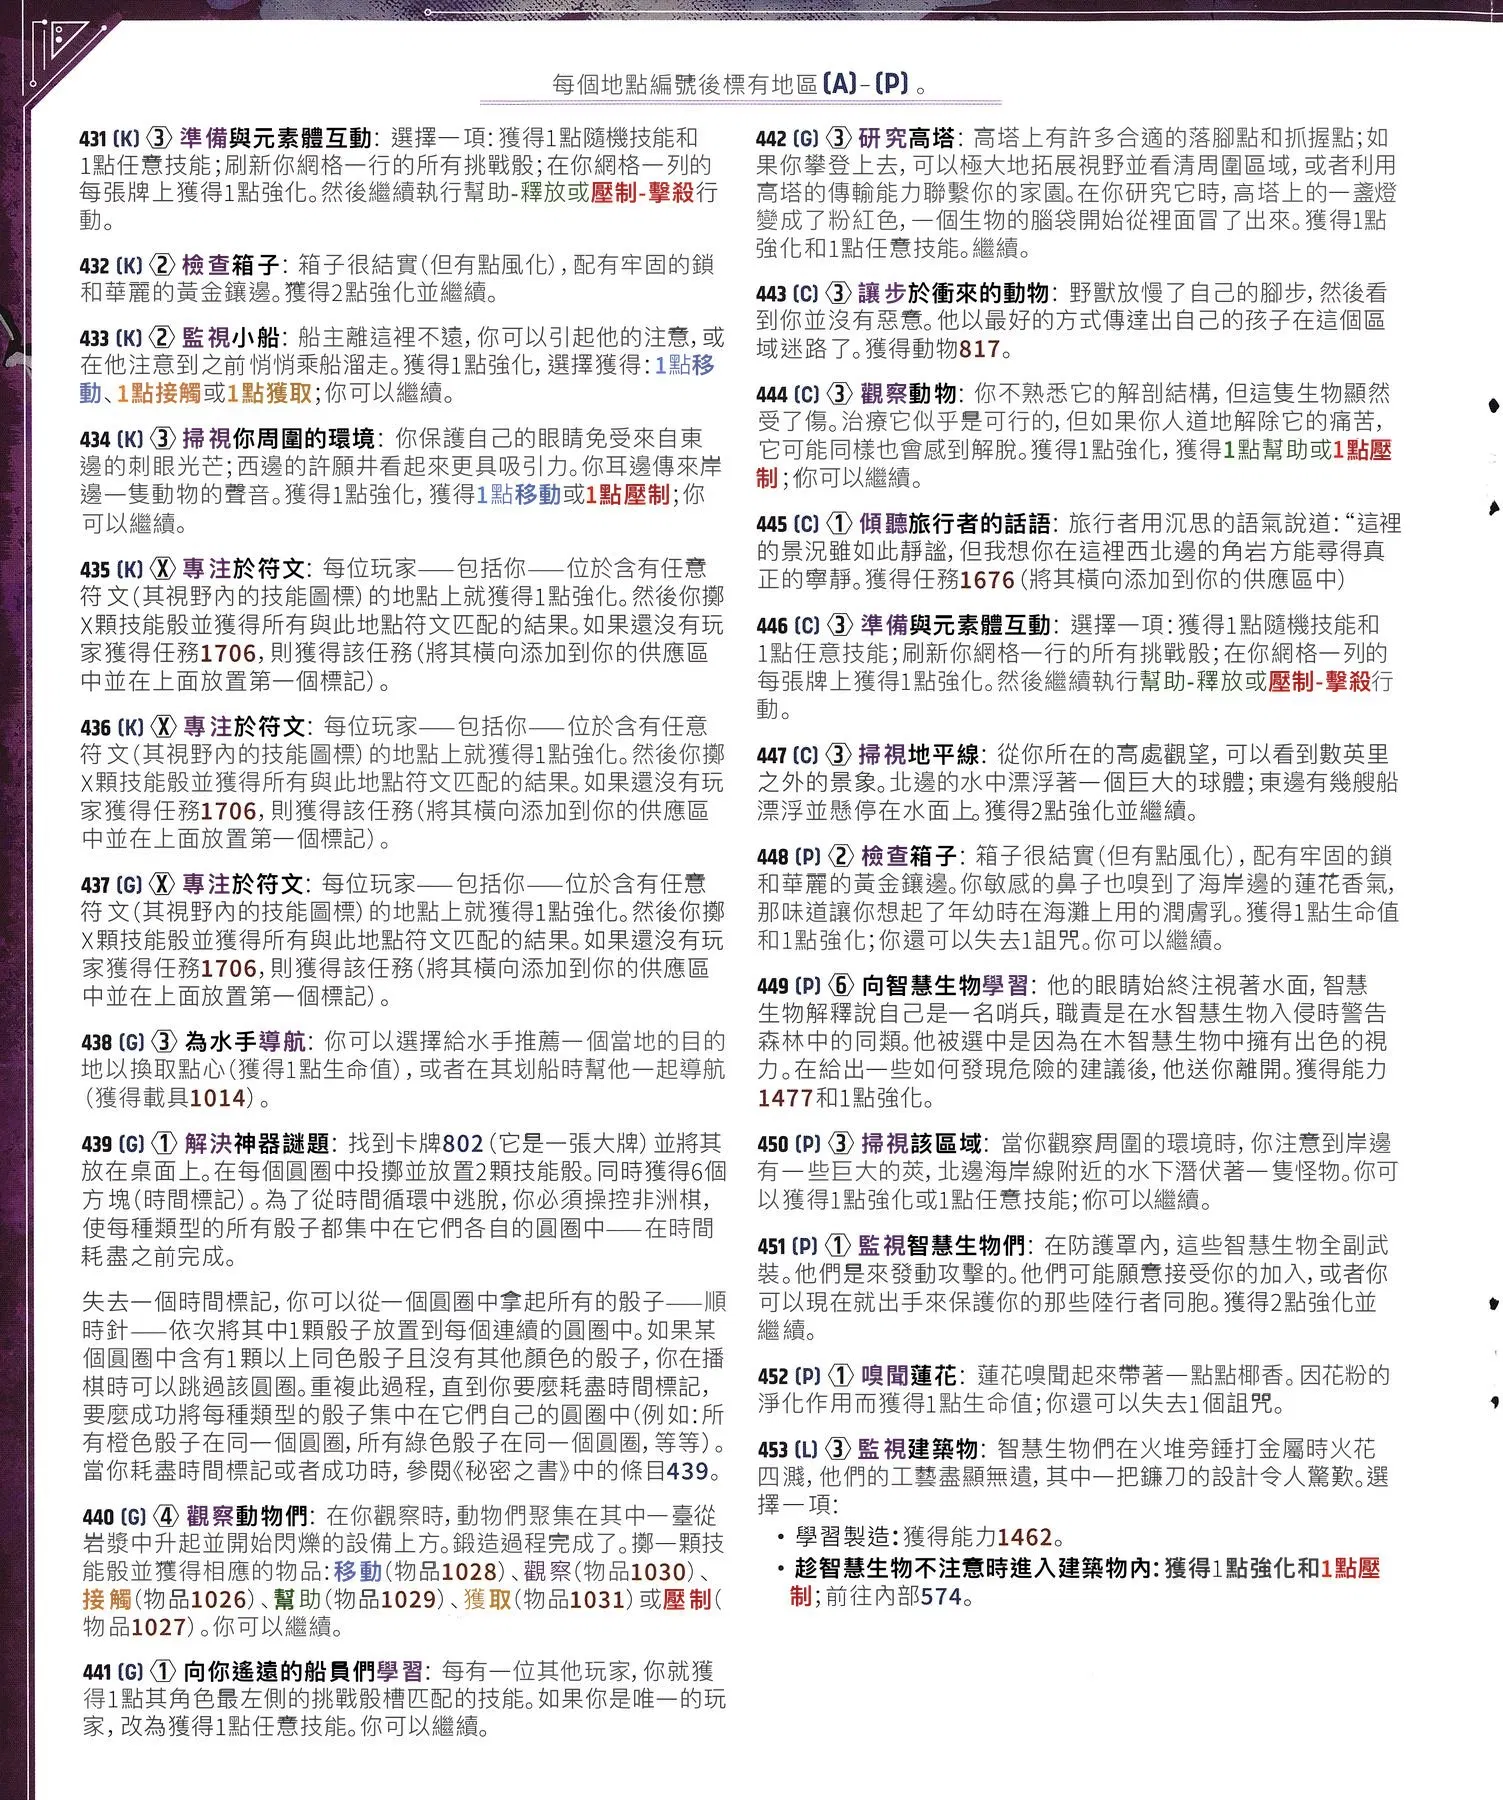 每個地點編號後標有地區(A)–(P)。
431 (K) ③ 準備與元素體互動：選擇一項：獲得1點隨機技能和
1點任意技能；刷新你網格一行的所有挑戰骰；在你網格一列的
每張牌上獲得1點強化。然後繼續執行幫助-釋放或壓制-擊殺行
動。
432 (K) ② 檢查箱子：箱子很結實（但有點風化），配有牢固的鎖
和華麗的黃金鑲邊。獲得2點強化並繼續。
433 (K) ② 監視小船：船主離這裡不遠，你可以引起他的注意，或
在他注意到之前悄悄乘船溜走。獲得1點強化，選擇獲得：1點移
動、1點接觸或1點獲取；你可以繼續。
434 (K) ③ 掃視你周圍的環境：你保護自己的眼睛免受來自東
邊的刺眼光芒；西邊的許願井看起來更具吸引力。你耳邊傳來岸
邊一隻動物的聲音。獲得1點強化，獲得1點移動或1點壓制；你
可以繼續。
435 (K) Ⓧ 專注於符文：每位玩家——包括你——位於含有任意
符文（其視野內的技能圖標）的地點上就獲得1點強化。然後你擲
X顆技能骰並獲得所有與此地點符文匹配的結果。如果還沒有玩
家獲得任務1706，則獲得該任務（將其橫向添加到你的供應區
中並在上面放置第一個標記）。
436 (K) Ⓧ 專注於符文：每位玩家——包括你——位於含有任意
符文（其視野內的技能圖標）的地點上就獲得1點強化。然後你擲
X顆技能骰並獲得所有與此地點符文匹配的結果。如果還沒有玩
家獲得任務1706，則獲得該任務（將其橫向添加到你的供應區
中並在上面放置第一個標記）。
437 (G) Ⓧ 專注於符文：每位玩家——包括你——位於含有任意
符文（其視野內的技能圖標）的地點上就獲得1點強化。然後你擲
X顆技能骰並獲得所有與此地點符文匹配的結果。如果還沒有玩
家獲得任務1706，則獲得該任務（將其橫向添加到你的供應區
中並在上面放置第一個標記）。
438 (G) ③ 為水手導航：你可以選擇給水手推薦一個當地的目的
地以換取點心（獲得1點生命值），或者在其划船時幫他一起導航
（獲得載具1014）。
439 (G) ① 解決神器謎題：找到卡牌802（它是一張大牌）並將其
放在桌面上。在每個圓圈中投擲並放置2顆技能骰。同時獲得6個
方塊（時間標記）。為了從時間循環中逃脫，你必須操控非洲棋，
使每種類型的所有骰子都集中在它們各自的圓圈中——在時間
耗盡之前完成。
失去一個時間標記，你可以從一個圓圈中拿起所有的骰子——順
時針——依次將其中1顆骰子放置到每個連續的圓圈中。如果某
個圓圈中含有1顆以上同色骰子且沒有其他顏色的骰子，你在播
棋時可以跳過該圓圈。重複此過程，直到你要麼耗盡時間標記，
要麼成功將每種類型的骰子集中在它們自己的圓圈中（例如：所
有橙色骰子在同一個圓圈，所有綠色骰子在同一個圓圈，等等）。
當你耗盡時間標記或者成功時，參閱《秘密之書》中的條目439。
440 (G) ④ 觀察動物們：在你觀察時，動物們聚集在其中一臺從
岩漿中升起並開始閃爍的設備上方。鍛造過程完成了。擲一顆技
能骰並獲得相應的物品：移動（物品1028）、觀察（物品1030）、
接觸（物品1026）、幫助（物品1029）、獲取（物品1031）或壓制（
物品1027）。你可以繼續。
441 (G) ① 向你遙遠的船員們學習：每有一位其他玩家，你就獲
得1點其角色最左側的挑戰骰槽匹配的技能。如果你是唯一的玩
家，改為獲得1點任意技能。你可以繼續。
442 (G) ③ 研究高塔：高塔上有許多合適的落腳點和抓握點；如
果你攀登上去，可以極大地拓展視野並看清周圍區域，或者利用
高塔的傳輸能力聯繫你的家園。在你研究它時，高塔上的一盞燈
變成了粉紅色，一個生物的腦袋開始從裡面冒了出來。獲得1點
強化和1點任意技能。繼續。
443 (C) ③ 讓步於衝來的動物：野獸放慢了自己的腳步，然後看
到你並沒有惡意。他以最好的方式傳達出自己的孩子在這個區
域迷路了。獲得動物817。
444 (C) ③ 觀察動物：你不熟悉它的解剖結構，但這隻生物顯然
受了傷。治療它似乎是可行的，但如果你人道地解除它的痛苦，
它可能同樣也會感到解脫。獲得1點強化，獲得1點幫助或1點壓
制；你可以繼續。
445 (C) ① 傾聽旅行者的話語：旅行者用沉思的語氣說道：“這裡
的景況雖如此靜謐，但我想你在這裡西北邊的角岩方能尋得真
正的寧靜。獲得任務1676（將其橫向添加到你的供應區中）
446 (C) ③ 準備與元素體互動：選擇一項：獲得1點隨機技能和
1點任意技能；刷新你網格一行的所有挑戰骰；在你網格一列的
每張牌上獲得1點強化。然後繼續執行幫助-釋放或壓制-擊殺行
動。
447 (C) ③ 掃視地平線：從你所在的高處觀望，可以看到數英里
之外的景象。北邊的水中漂浮著一個巨大的球體；東邊有幾艘船
漂浮並懸停在水面上。獲得2點強化並繼續。
448 (P) ② 檢查箱子：箱子很結實（但有點風化），配有牢固的鎖
和華麗的黃金鑲邊。你敏感的鼻子也嗅到了海岸邊的蓮花香氣，
那味道讓你想起了年幼時在海灘上用的潤膚乳。獲得1點生命值
和1點強化；你還可以失去1詛咒。你可以繼續。
449 (P) ⑥ 向智慧生物學習：他的眼睛始終注視著水面，智慧
生物解釋說自己是一名哨兵，職責是在水智慧生物入侵時警告
森林中的同類。他被選中是因為在木智慧生物中擁有出色的視
力。在給出一些如何發現危險的建議後，他送你離開。獲得能力
1477和1點強化。
450 (P) ③ 掃視該區域：當你觀察周圍的環境時，你注意到岸邊
有一些巨大的莢，北邊海岸線附近的水下潛伏著一隻怪物。你可
以獲得1點強化或1點任意技能；你可以繼續。
451 (P) ① 監視智慧生物們：在防護罩內，這些智慧生物全副武
裝。他們是來發動攻擊的。他們可能願意接受你的加入，或者你
可以現在就出手來保護你的那些陸行者同胞。獲得2點強化並
繼續。
452 (P) ① 嗅聞蓮花：蓮花嗅聞起來帶著一點點椰香。因花粉的
淨化作用而獲得1點生命值；你還可以失去1個詛咒。
453 (L) ③ 監視建築物：智慧生物們在火堆旁錘打金屬時火花
四濺，他們的工藝盡顯無遺，其中一把鐮刀的設計令人驚歎。選
擇一項：
• 學習製造：獲得能力1462。
• 趁智慧生物不注意時進入建築物內：獲得1點強化和1點壓
制；前往內部574。